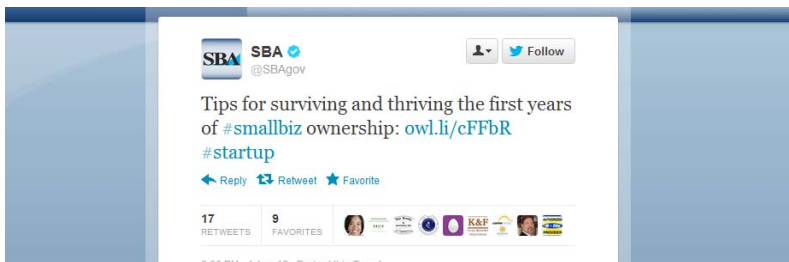 SBA
SBA
@SBAgov
Follow
Tips for surviving and thriving the first years
of #smallbiz ownership: owl.li/cFFbR
#startup
Reply Retweet Favorite
17 9
RETWEETS FAVORITES
K&F